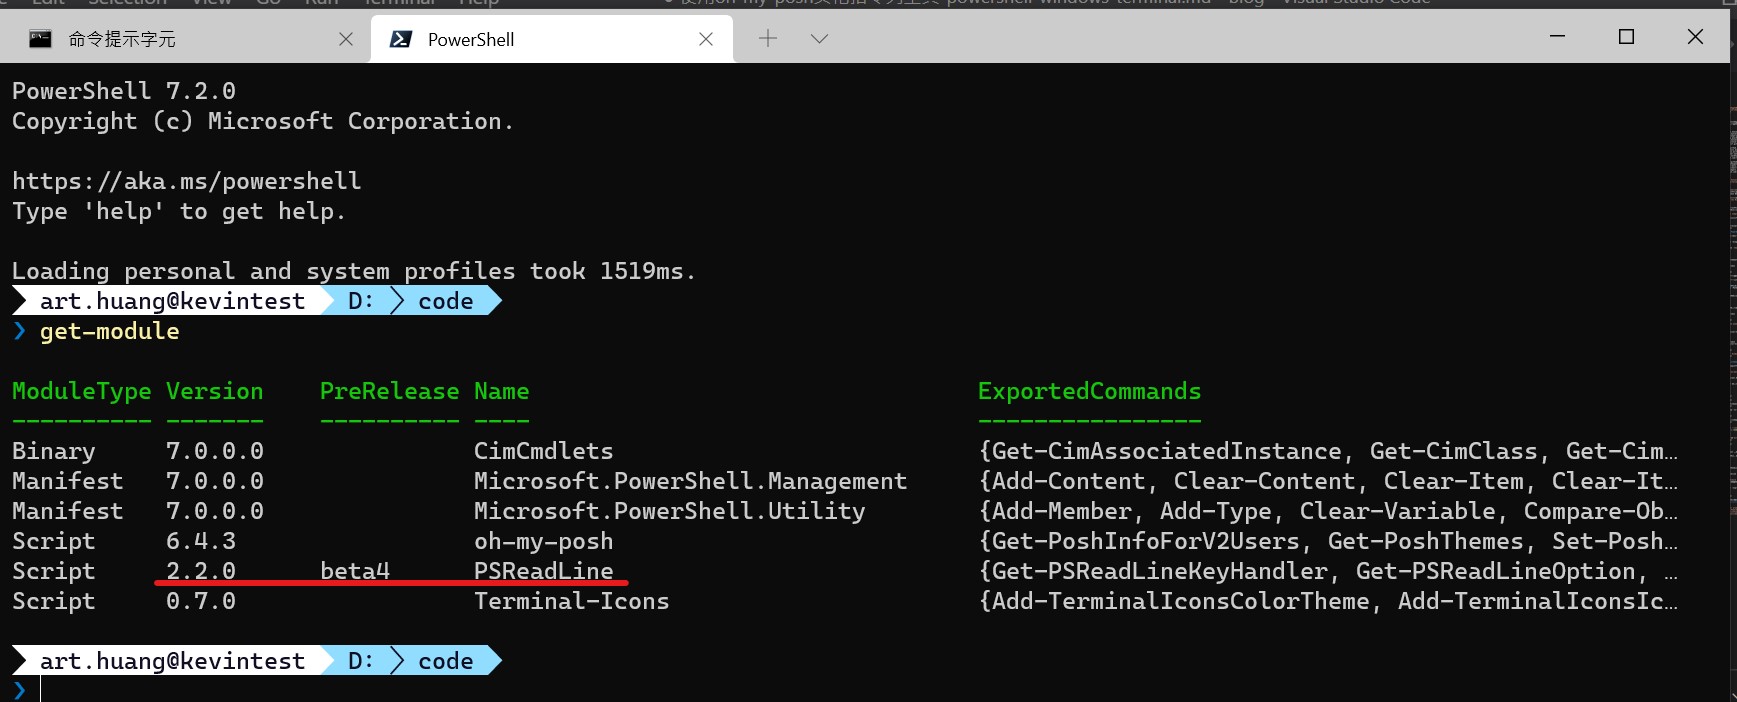 命令提示字元
PowerShell
PowerShell 7.2.0
Copyright (c) Microsoft Corporation.
https://aka.ms/powershell
Type 'help' to get help.
Loading personal and system profiles took 1519ms.
art.huang@kevintest D: code
❯ get-module
ModuleType Version PreRelease Name ExportedCommands
---------- ------- ---------- ---- ----------------
Binary 7.0.0.0 CimCmdlets {Get-CimAssociatedInstance, Get-CimClass, Get-Cim…
Manifest 7.0.0.0 Microsoft.PowerShell.Management {Add-Content, Clear-Content, Clear-Item, Clear-It…
Manifest 7.0.0.0 Microsoft.PowerShell.Utility {Add-Member, Add-Type, Clear-Variable, Compare-Ob…
Script 6.4.3 oh-my-posh {Get-PoshInfoForV2Users, Get-PoshThemes, Set-Posh…
Script 2.2.0 beta4 PSReadLine {Get-PSReadLineKeyHandler, Get-PSReadLineOption, …
Script 0.7.0 Terminal-Icons {Add-TerminalIconsColorTheme, Add-TerminalIconsIc…
art.huang@kevintest D: code
❯